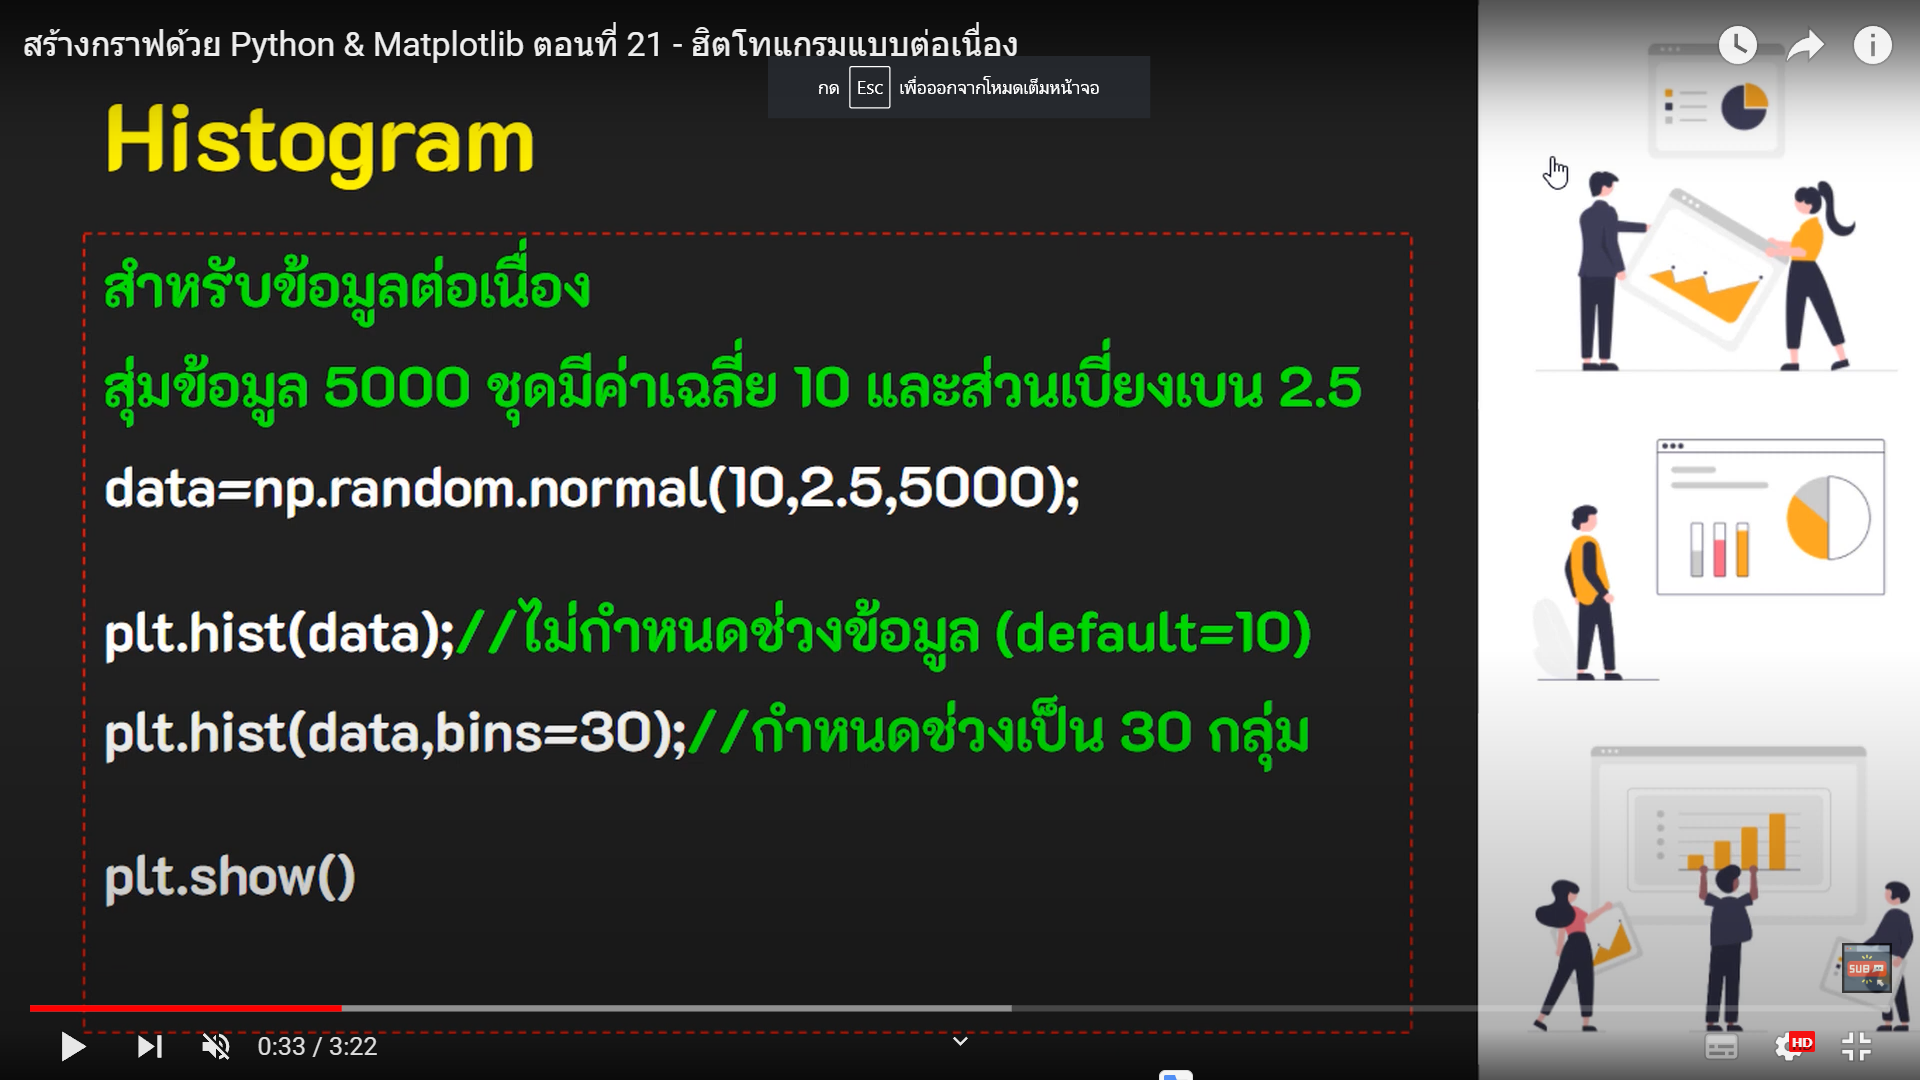 สร้างกราฟด้วย Python & Matplotlib ตอนที่ 21 - ฮิตโทแกรมแบบต่อเนื่อง
กด Esc เพื่อออกจากโหมดเต็มหน้าจอ
Histogram
สำหรับข้อมูลต่อเนื่อง
สุ่มข้อมูล 5000 ชุดมีค่าเฉลี่ย 10 และส่วนเบี่ยงเบน 2.5
data=np.random.normal(10,2.5,5000);
plt.hist(data);//ไม่กำหนดช่วงข้อมูล (default=10)
plt.hist(data,bins=30);//กำหนดช่วงเป็น 30 กลุ่ม
plt.show()
SUB
0:33 / 3:22
HD